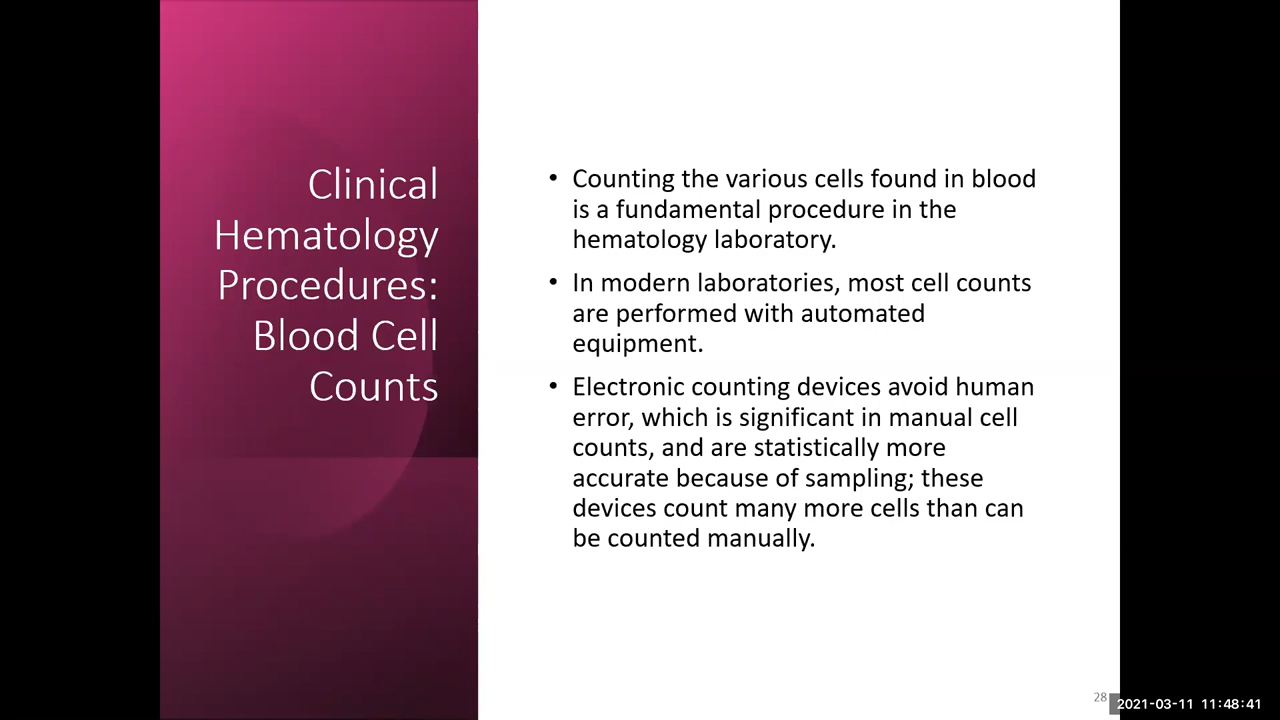 Clinical
Hematology
Procedures:
Blood Cell
Counts
• Counting the various cells found in blood
is a fundamental procedure in the
hematology laboratory.
• In modern laboratories, most cell counts
are performed with automated
equipment.
• Electronic counting devices avoid human
error, which is significant in manual cell
counts, and are statistically more
accurate because of sampling; these
devices count many more cells than can
be counted manually.
28
2021-03-11 11:48:41